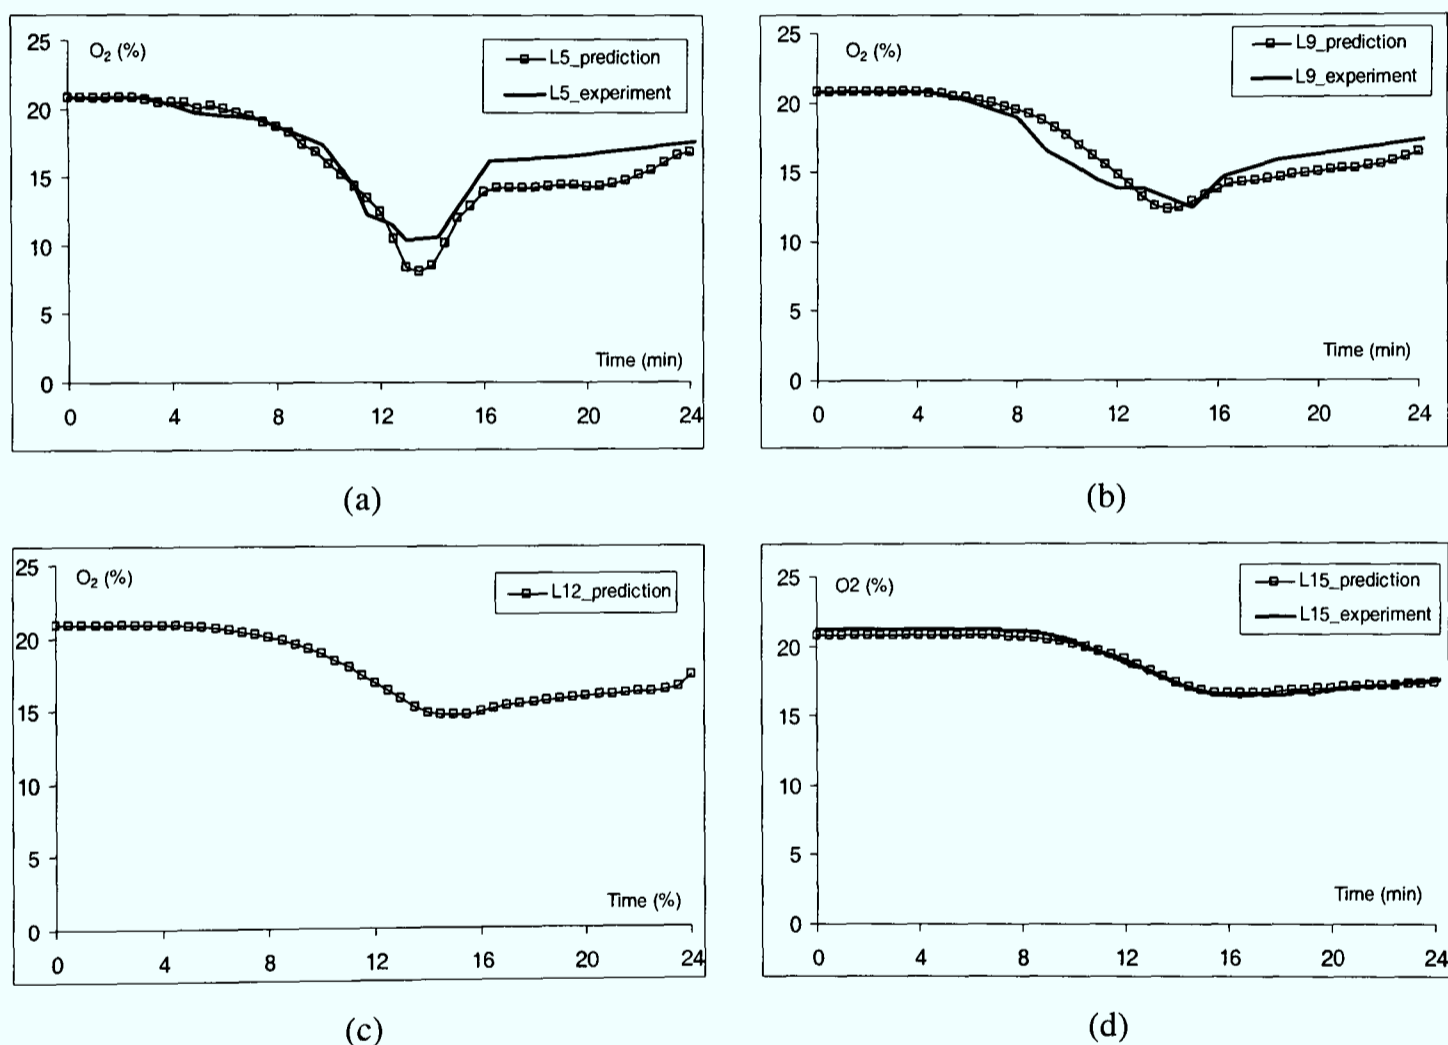 25
O₂ (%)
L5_prediction
L5_experiment
20
15
10
5
Time (min)
0
0 4 8 12 16 20 24
(a)
25
O₂ (%)
L9_prediction
L9_experiment
20
15
10
5
Time (min)
0
0 4 8 12 16 20 24
(b)
25
O₂ (%)
L12_prediction
20
15
10
5
Time (%)
0
0 4 8 12 16 20 24
(c)
25
O2 (%)
L15_prediction
L15_experiment
20
15
10
5
Time (min)
0
0 4 8 12 16 20 24
(d)